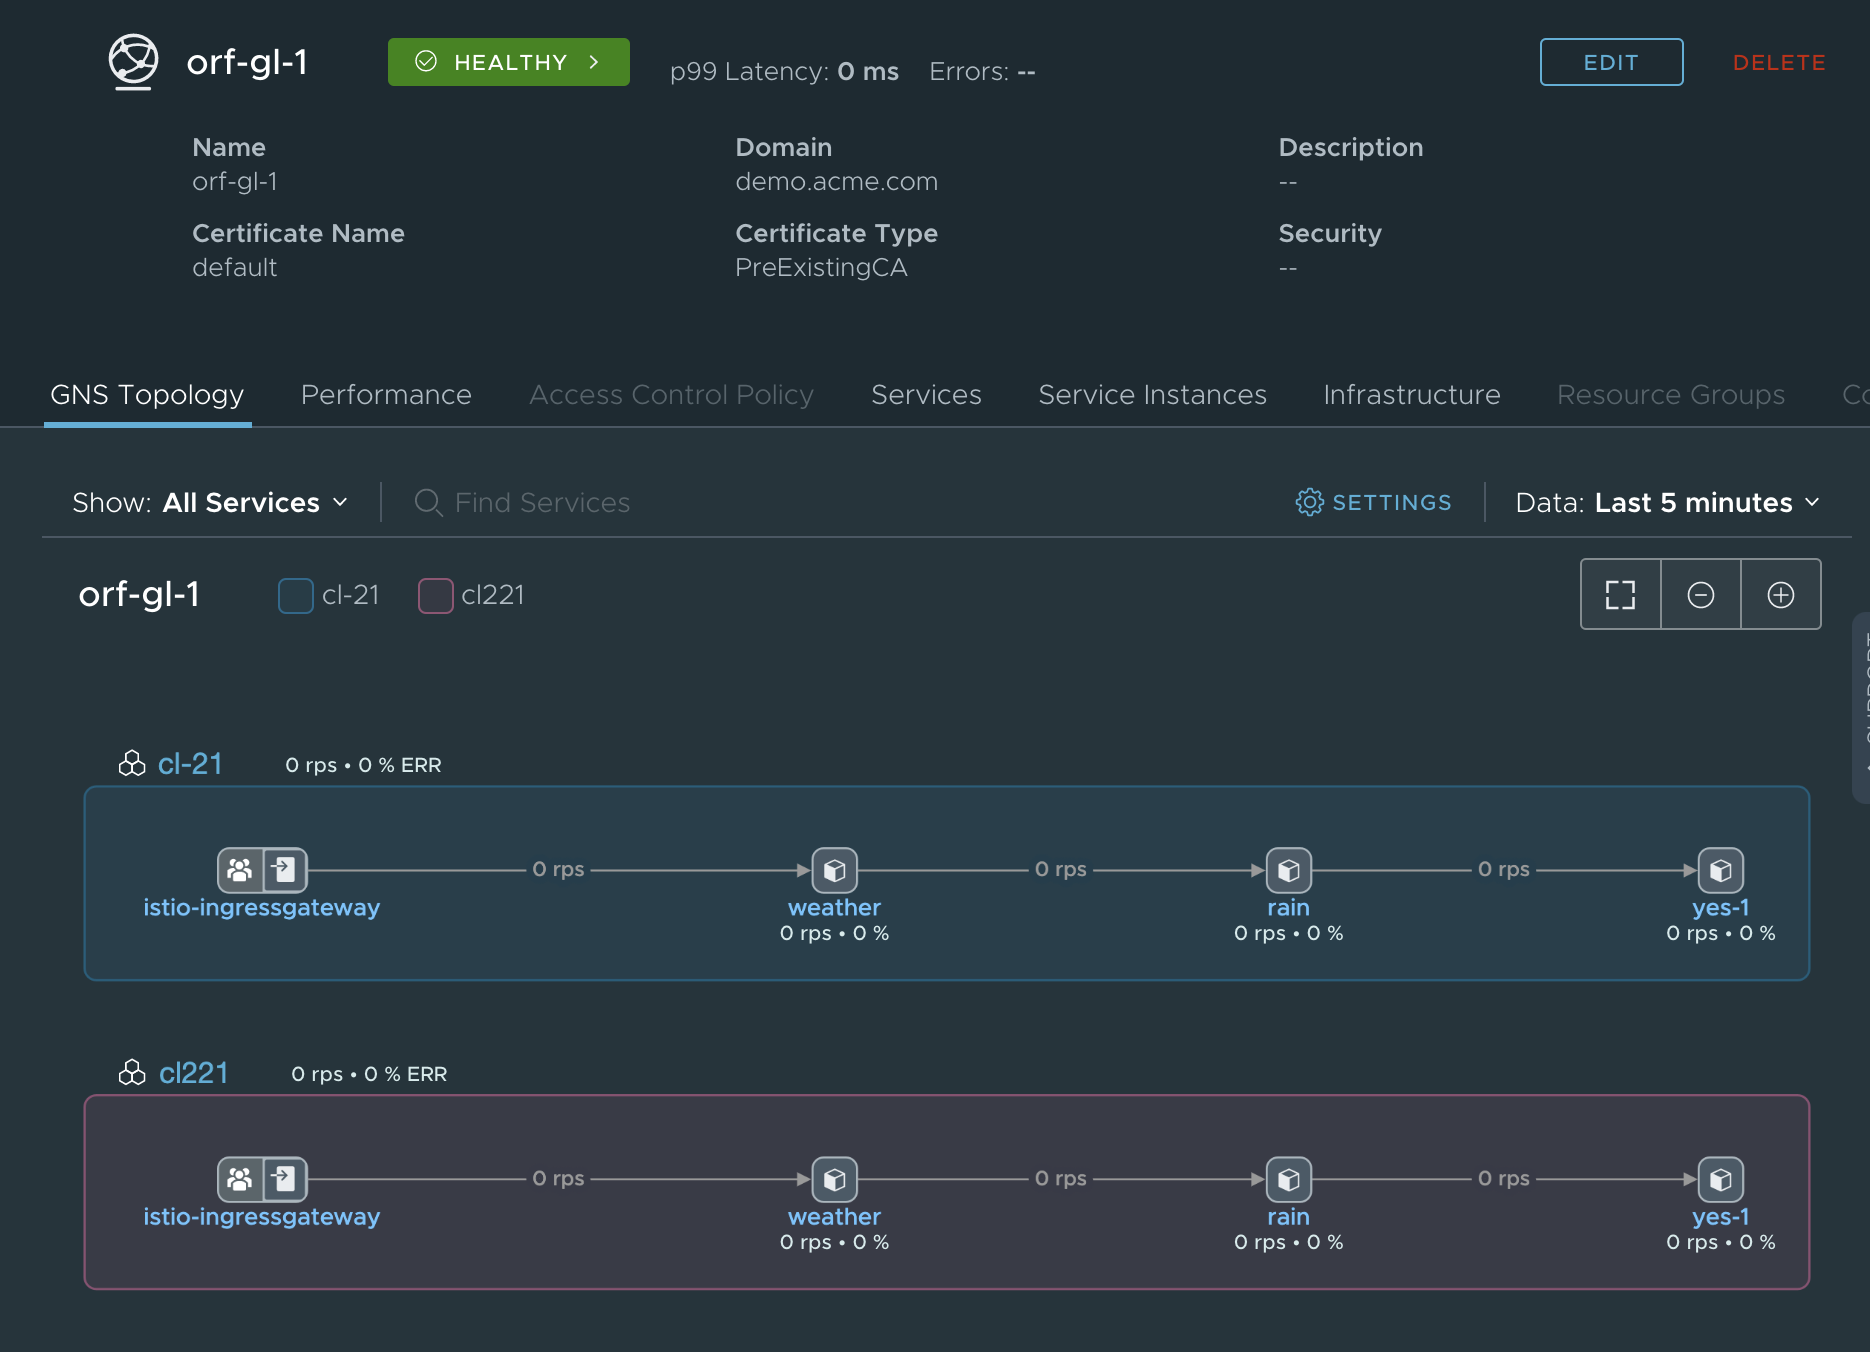 orf-gl-1
HEALTHY
p99 Latency: 0 ms Errors: --
EDIT
DELETE
Name
orf-gl-1
Domain
demo.acme.com
Description
--
Certificate Name
default
Certificate Type
PreExistingCA
Security
--
GNS Topology Performance Access Control Policy Services Service Instances Infrastructure Resource Groups
Show: All Services Find Services SETTINGS Data: Last 5 minutes
orf-gl-1 cl-21 cl221
cl-21 0 rps • 0 % ERR
0 rps 0 rps 0 rps
istio-ingressgateway weather rain yes-1
0 rps • 0 % 0 rps • 0 % 0 rps • 0 %
cl221 0 rps • 0 % ERR
0 rps 0 rps 0 rps
istio-ingressgateway weather rain yes-1
0 rps • 0 % 0 rps • 0 % 0 rps • 0 %